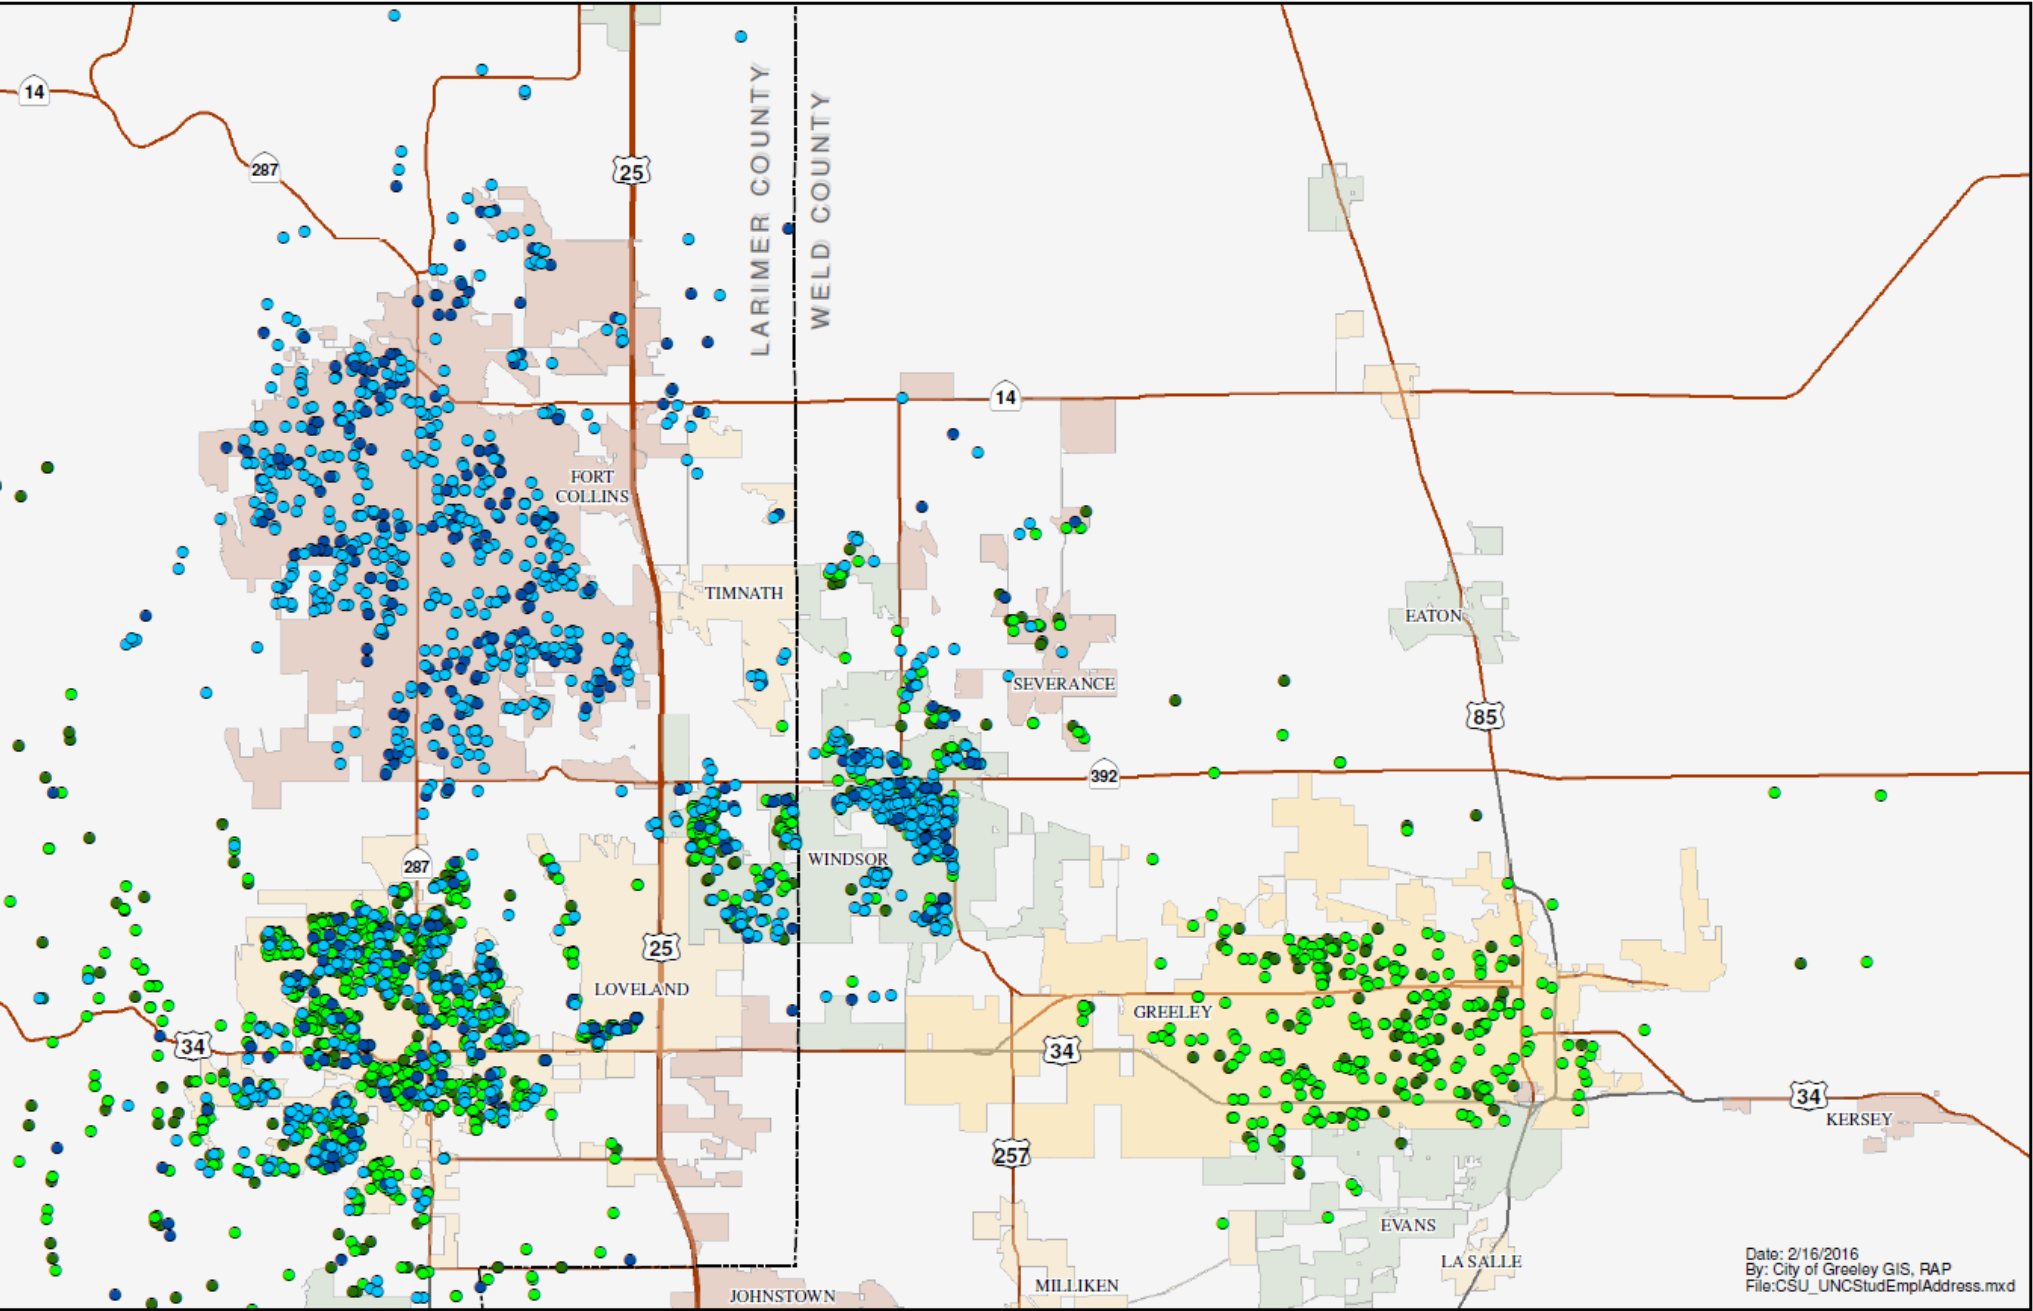 14
287
25
LARIMER COUNTY
WELD COUNTY
14
FORT
COLLINS
TIMNATH
EATON
SEVERANCE
85
392
WINDSOR
287
25
LOVELAND
GREELEY
34
34
34
KERSEY
257
EVANS
LA SALLE
MILLIKEN
JOHNSTOWN
Date: 2/16/2016
By: City of Greeley GIS, RAP
File:CSU_UNCStudEmplAddress.mxd